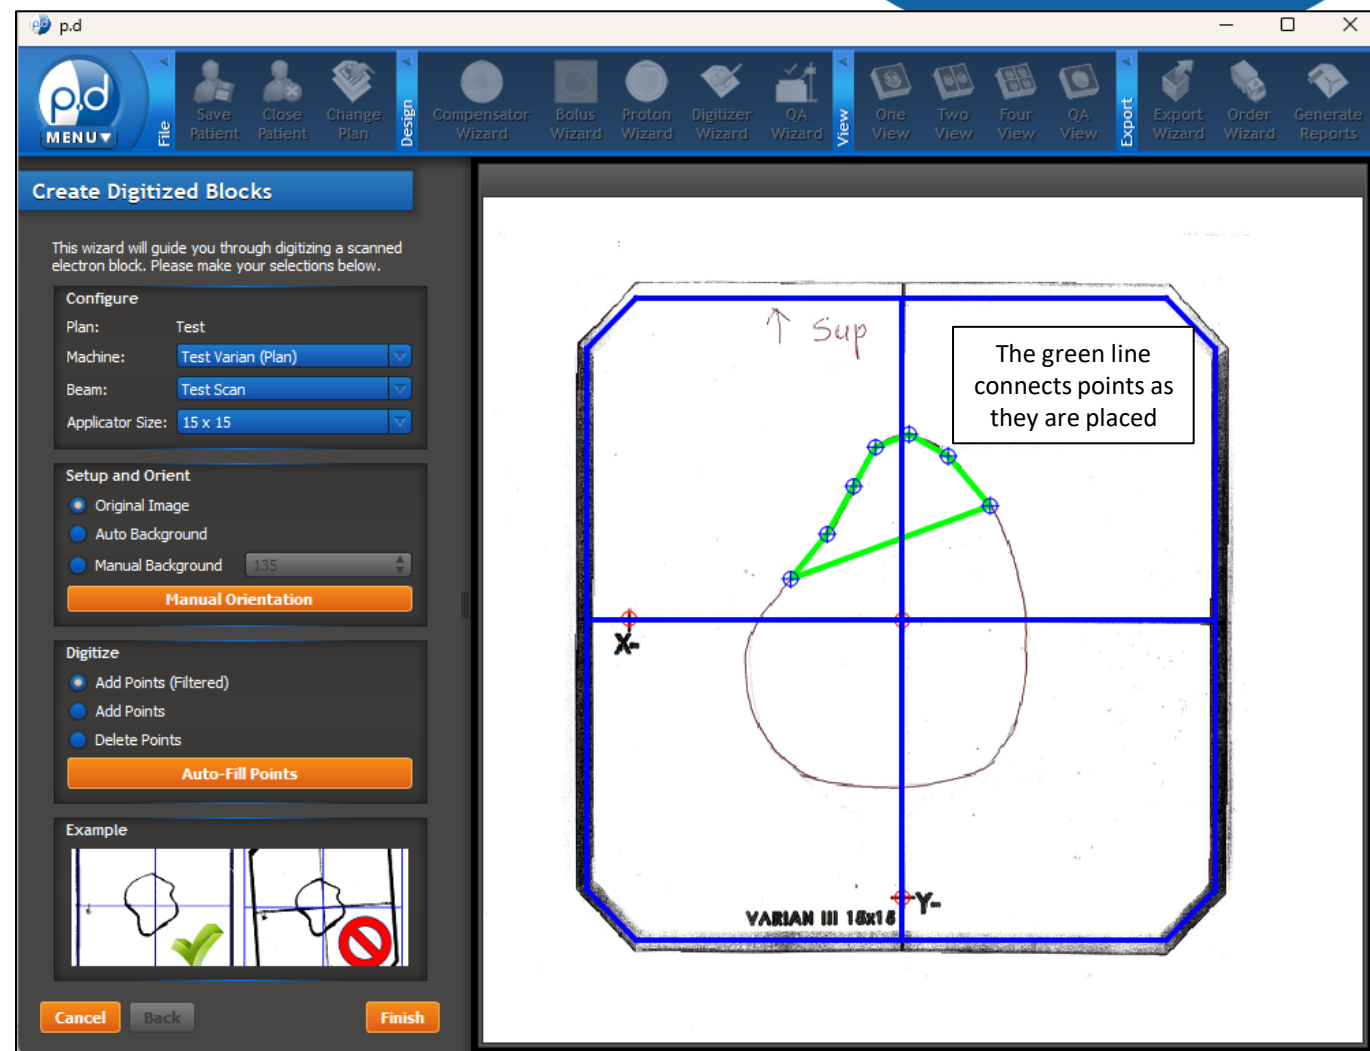 p.d
p.d
MENU
File
Save Patient
Close Patient
Change Plan
Design
Compensator Wizard
Bolus Wizard
Proton Wizard
Digitizer Wizard
QA Wizard
View
One View
Two View
Four View
QA View
Export
Export Wizard
Order Wizard
Generate Reports
Create Digitized Blocks
This wizard will guide you through digitizing a scanned
electron block. Please make your selections below.
Configure
Plan: Test
Machine: Test Varian (Plan)
Beam: Test Scan
Applicator Size: 15 x 15
Setup and Orient
Original Image
Auto Background
Manual Background 135
Manual Orientation
Digitize
Add Points (Filtered)
Add Points
Delete Points
Auto-Fill Points
Example
Cancel Back Finish
↑ Sup
The green line
connects points as
they are placed
X-
Y-
VARIAN III 15x15